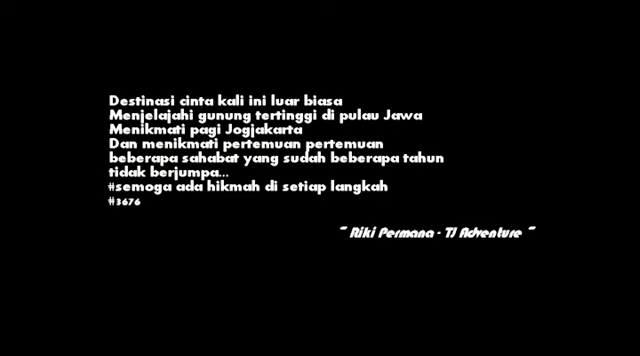 Destinasi cinta kali ini luar biasa
Menjelajahi gunung tertinggi di pulau Jawa
Menikmati pagi Jogjakarta
Dan menikmati pertemuan pertemuan
beberapa sahabat yang sudah beberapa tahun
tidak berjumpa...
#semoga ada hikmah di setiap langkah
#3676
~ Riki Permana - TJ Adventure ~